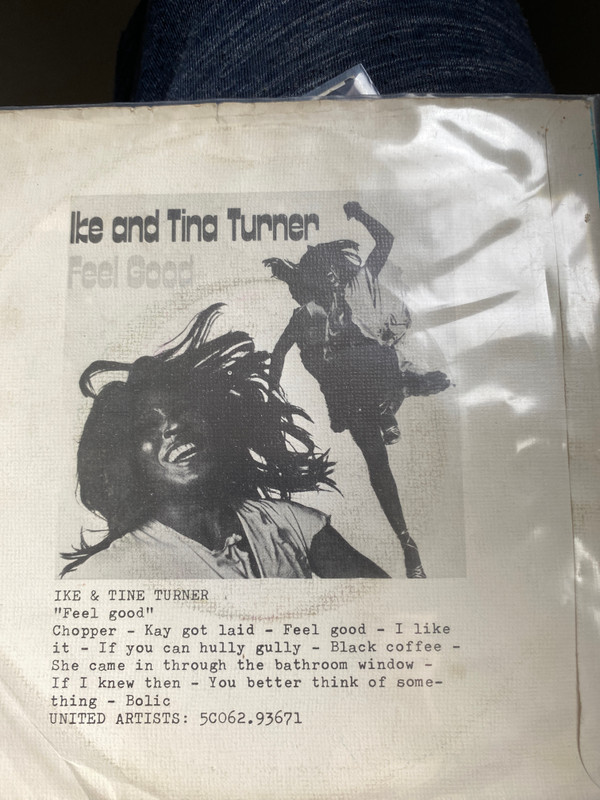 Ike and Tina Turner
Feel Good
IKE & TINE TURNER
"Feel good"
Chopper - Kay got laid - Feel good - I like
it - If you can hully gully - Black coffee -
She came in through the bathroom window -
If I knew then - You better think of some-
thing - Bolic
UNITED ARTISTS: 5C062.93671